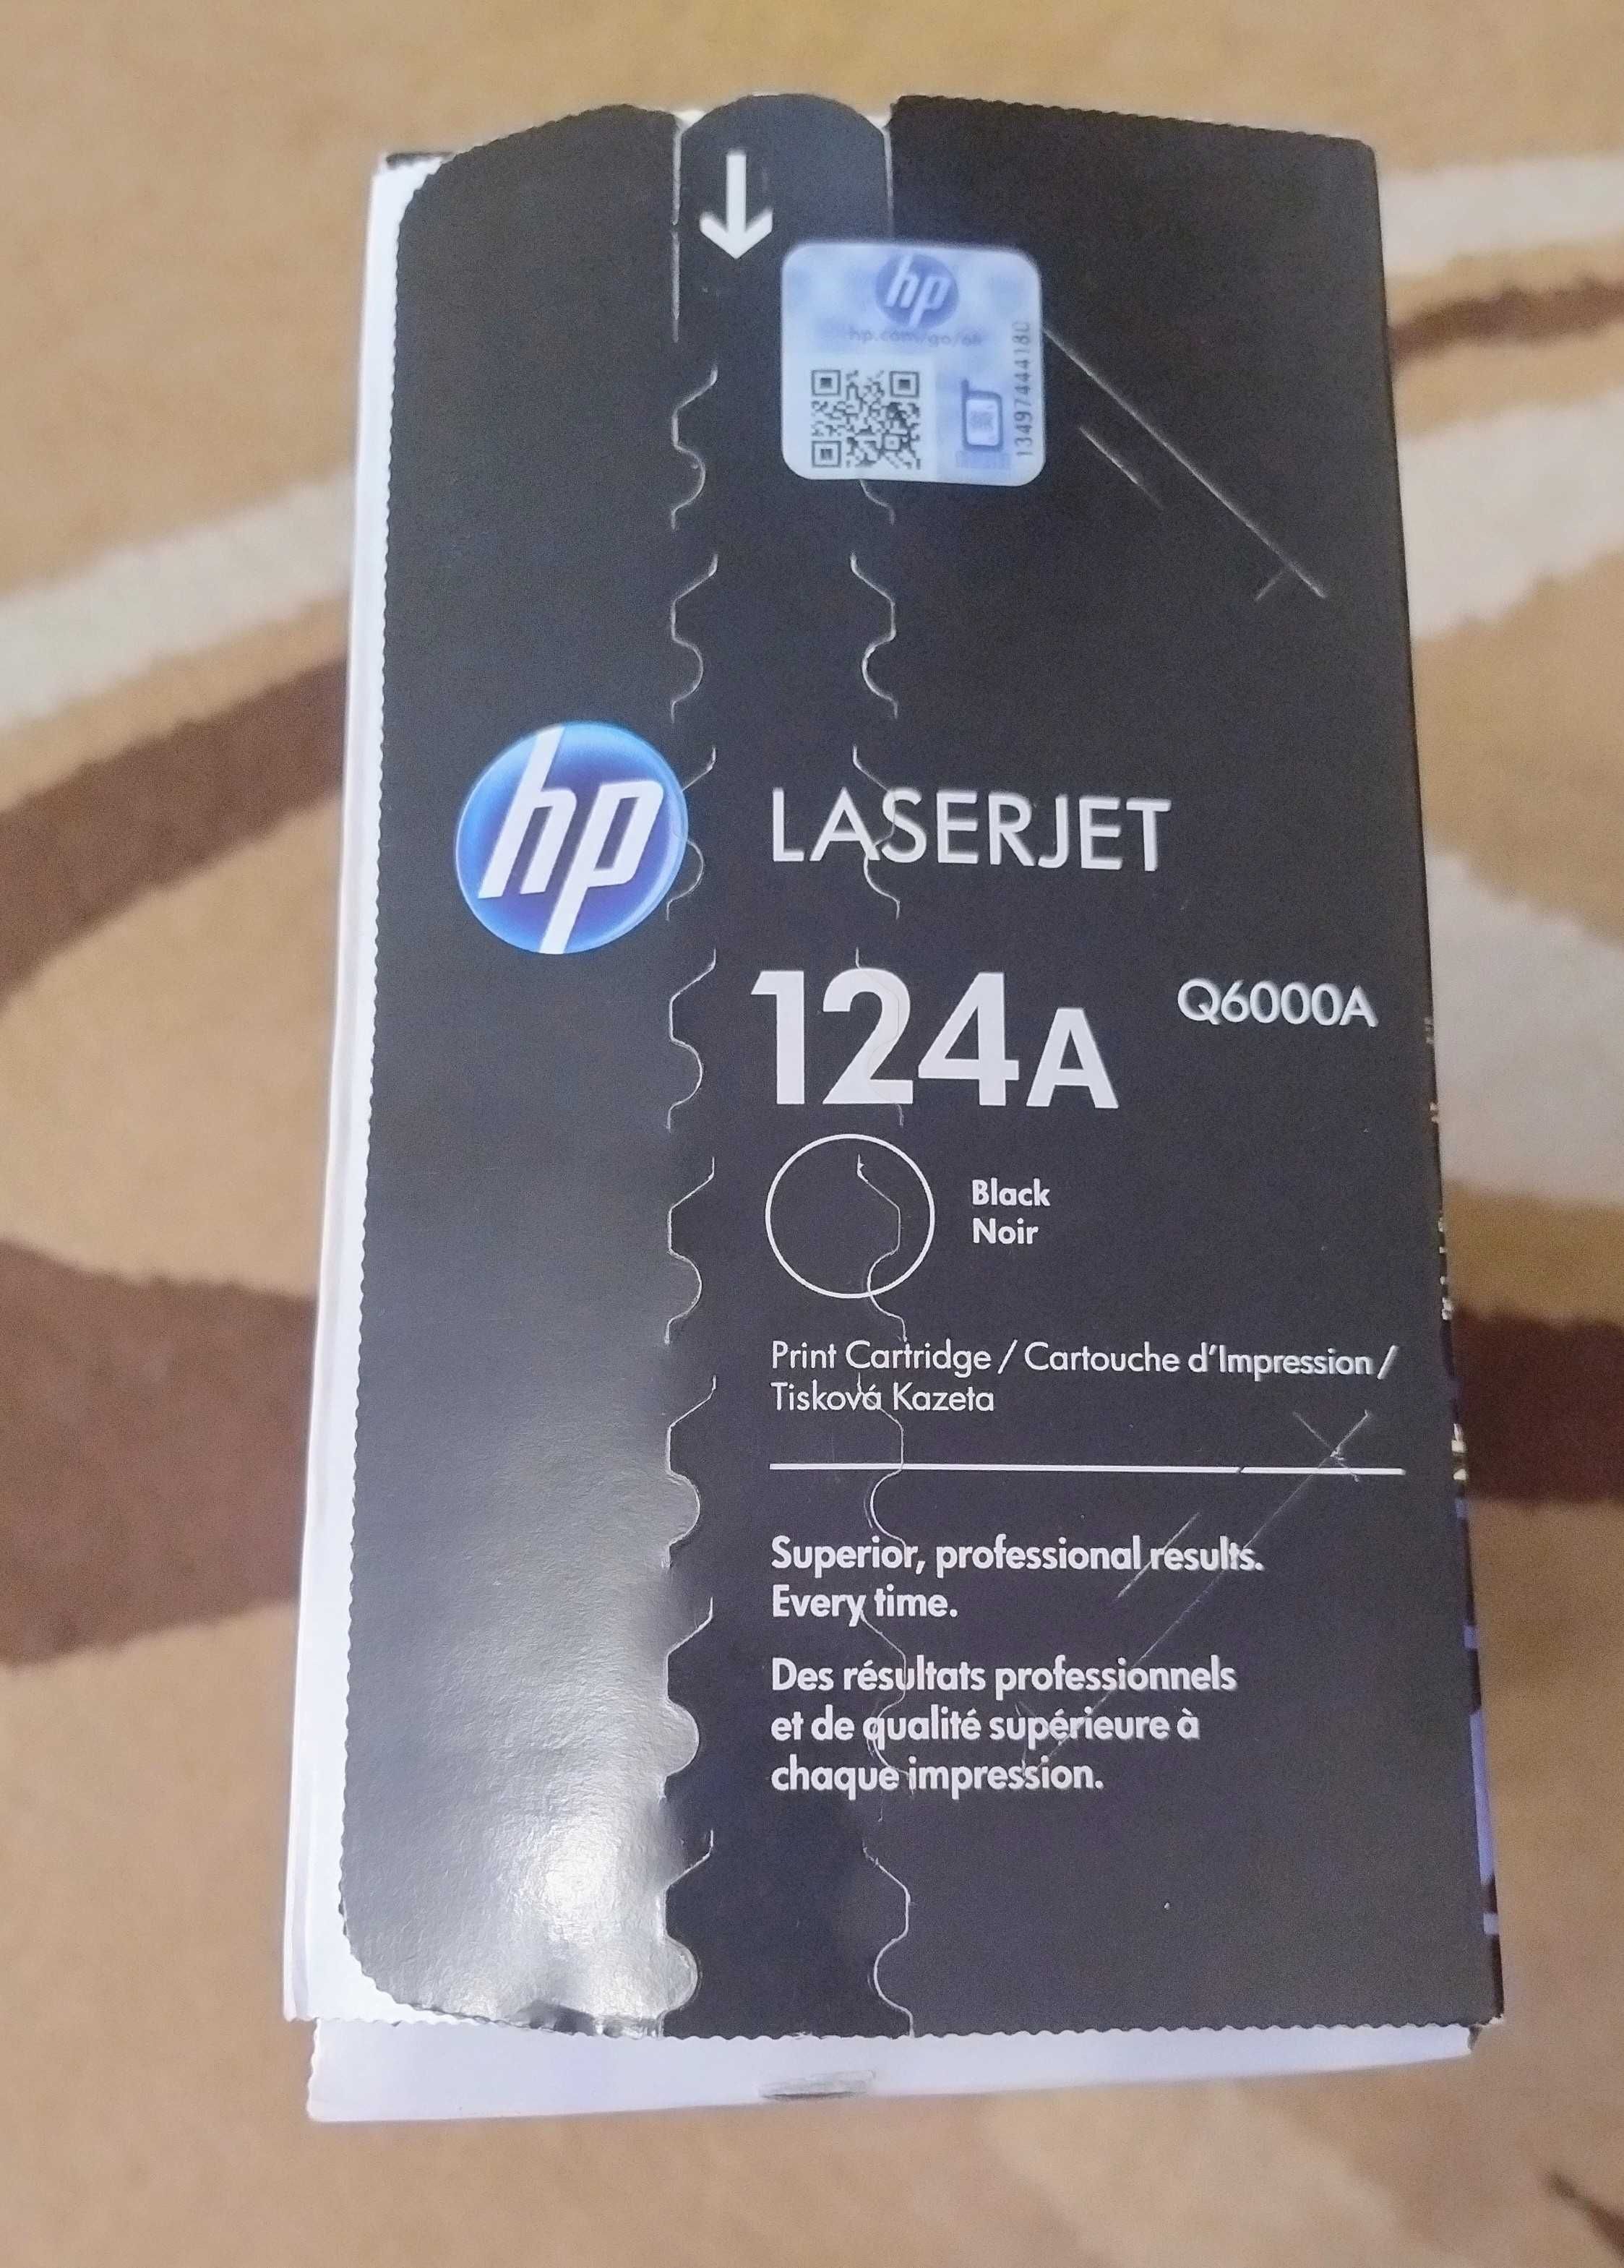 hp
hp.com/go/ok
13497444180
hp
LASERJET
124A
Q6000A
Black
Noir
Print Cartridge / Cartouche d'Impression /
Tisková Kazeta
Superior, professional results.
Every time.
Des résultats professionnels
et de qualité supérieure à
chaque impression.